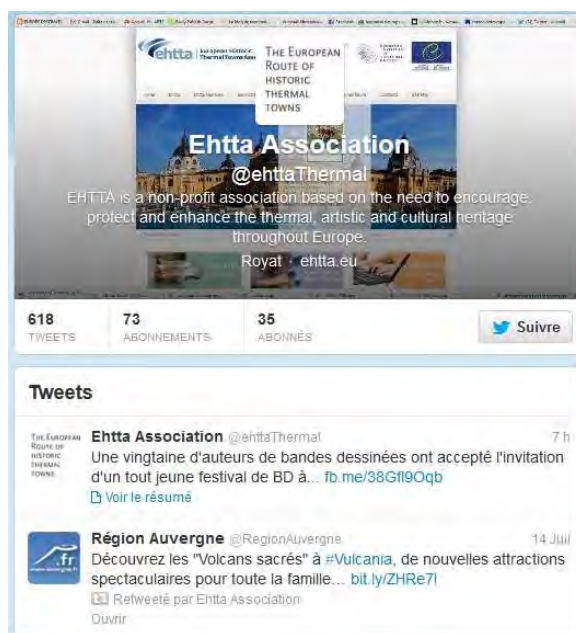 ehtta European Historic
Thermal Towns
THE EUROPEAN
ROUTE OF
HISTORIC
THERMAL
TOWNS
Ehtta Association
@ehttaThermal
EHTTA is a non-profit association based on the need to encourage,
protect and enhance the thermal, artistic and cultural heritage
throughout Europe.
Royat · ehtta.eu
618 73 35
TWEETS ABONNEMENTS ABONNÉS
Suivre
Tweets
THE EUROPEAN
ROUTE OF
HISTORIC
THERMAL
TOWNS
Ehtta Association @ehttaThermal 7 h
Une vingtaine d'auteurs de bandes dessinées ont accepté l'invitation
d'un tout jeune festival de BD à... fb.me/38Gfl9Oqb
Voir le résumé
.fr
Région Auvergne @RegionAuvergne 14 Juil
Découvrez les "Volcans sacrés" à #Vulcania, de nouvelles attractions
spectaculaires pour toute la famille... bit.ly/ZHRe7l
Retweeté par Ehtta Association
Ouvrir